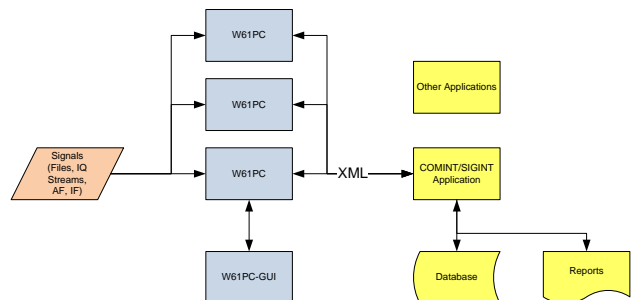 W61PC
W61PC
Other Applications
Signals
(Files, IQ
Streams,
AF, IF)
W61PC
XML
COMINT/SIGINT
Application
W61PC-GUI
Database
Reports